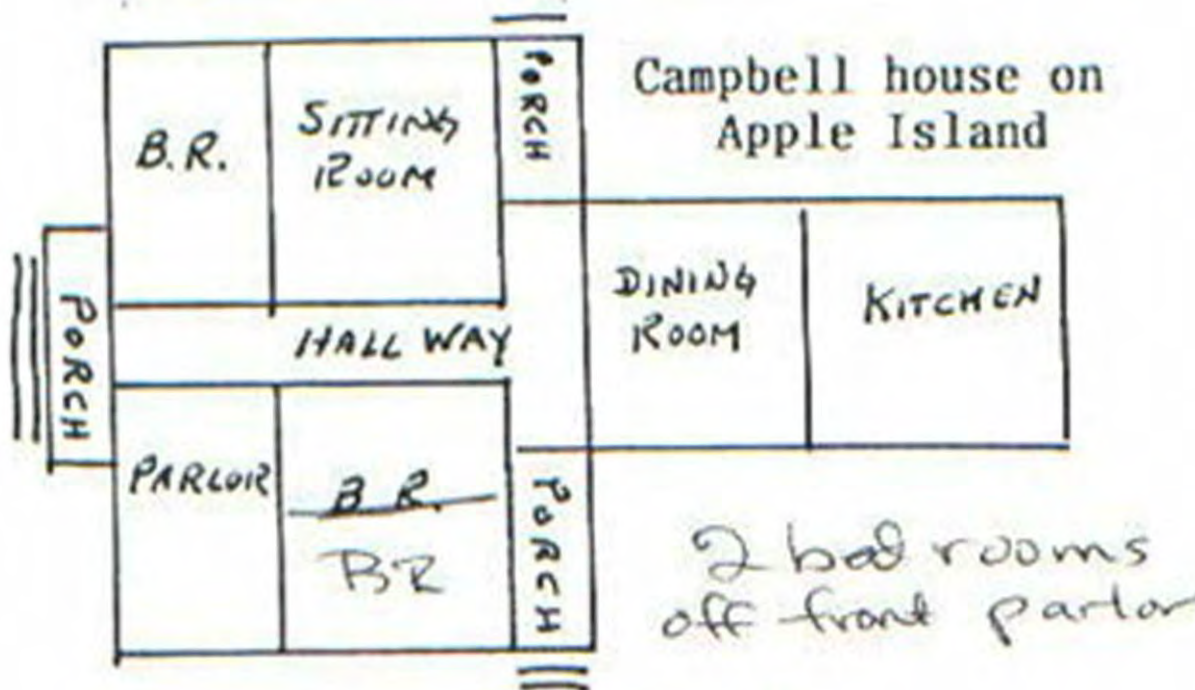 Campbell house on
Apple Island
PORCH
B.R.
SITTING
ROOM
PORCH
DINING
ROOM
KITCHEN
HALL WAY
PARLOR
B R.
BR
PORCH
2 bed rooms
off front parlor